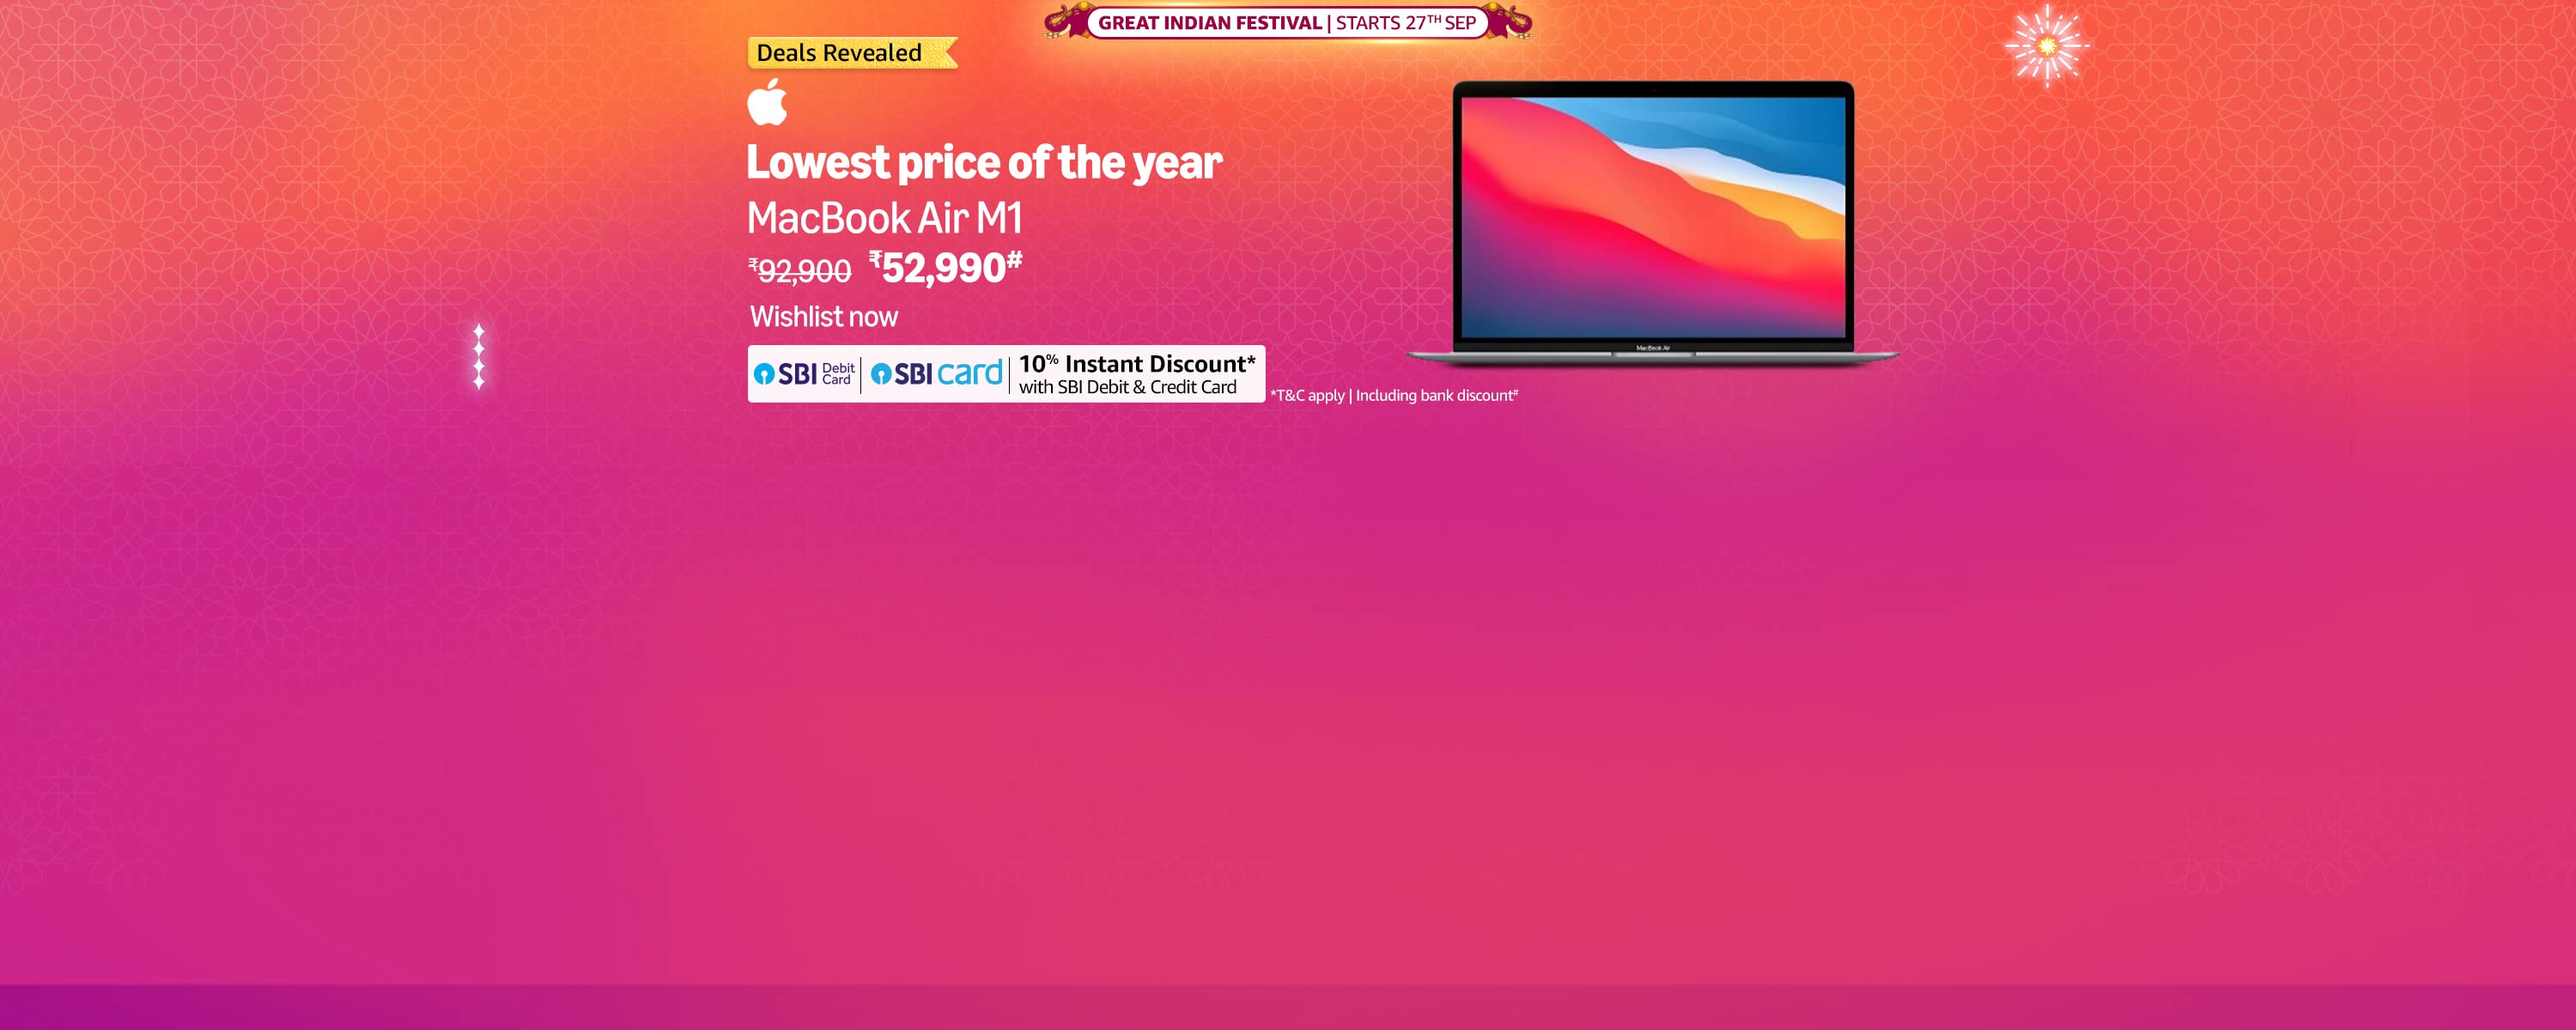 GREAT INDIAN FESTIVAL | STARTS 27TH SEP
Deals Revealed
Lowest price of the year
MacBook Air M1
₹92,900 ₹52,990#
Wishlist now
SBI Debit Card | SBI card | 10% Instant Discount*
with SBI Debit & Credit Card
*T&C apply | Including bank discount#
MacBook Air